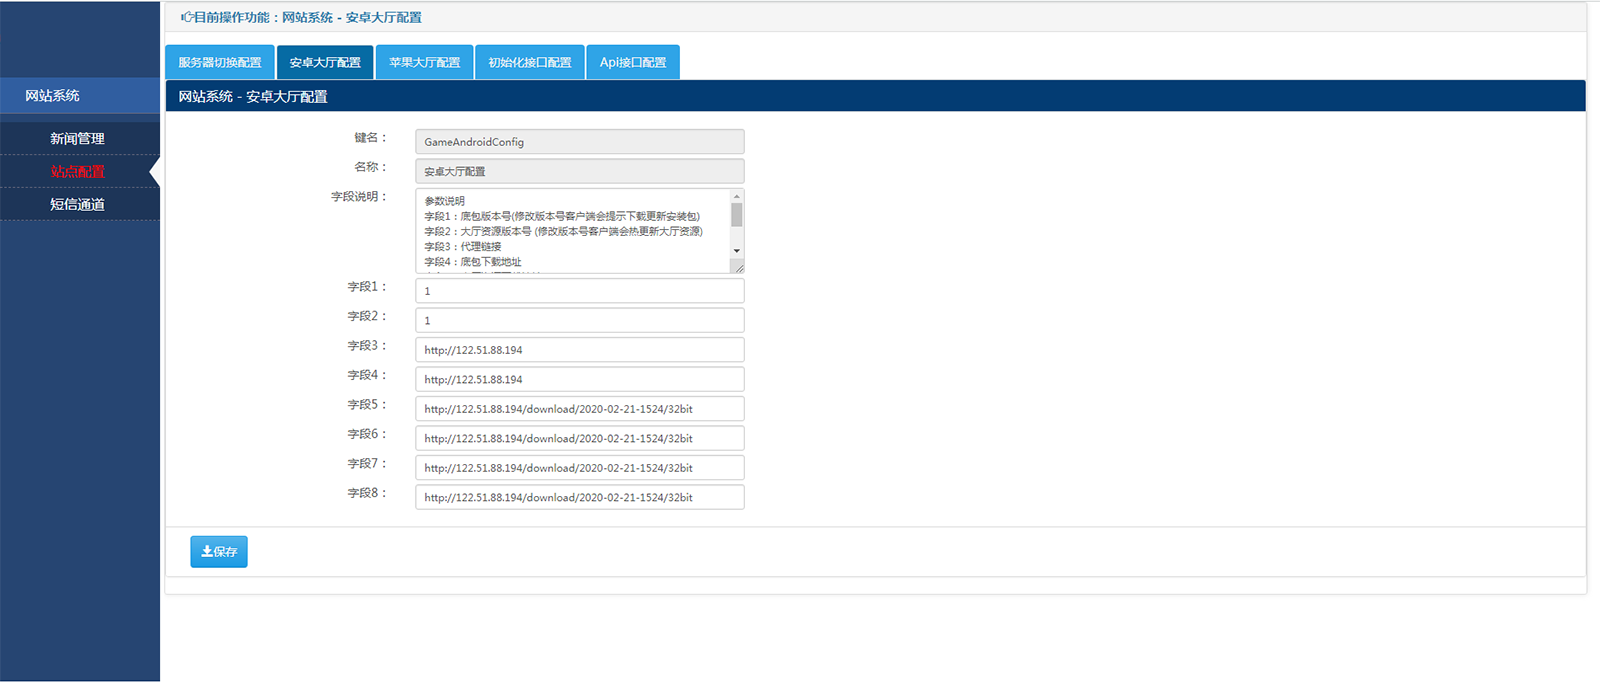 目前操作功能：网站系统 - 安卓大厅配置
服务器切换配置 安卓大厅配置 苹果大厅配置 初始化接口配置 Api接口配置
网站系统 - 安卓大厅配置
网站系统
新闻管理
站点配置
短信通道
键名： GameAndroidConfig
名称： 安卓大厅配置
字段说明： 参数说明
字段1：底包版本号(修改版本号客户端会提示下载更新安装包)
字段2：大厅资源版本号 (修改版本号客户端会热更新大厅资源)
字段3：代理链接
字段4：底包下载地址
字段1： 1
字段2： 1
字段3： http://122.51.88.194
字段4： http://122.51.88.194
字段5： http://122.51.88.194/download/2020-02-21-1524/32bit
字段6： http://122.51.88.194/download/2020-02-21-1524/32bit
字段7： http://122.51.88.194/download/2020-02-21-1524/32bit
字段8： http://122.51.88.194/download/2020-02-21-1524/32bit
保存